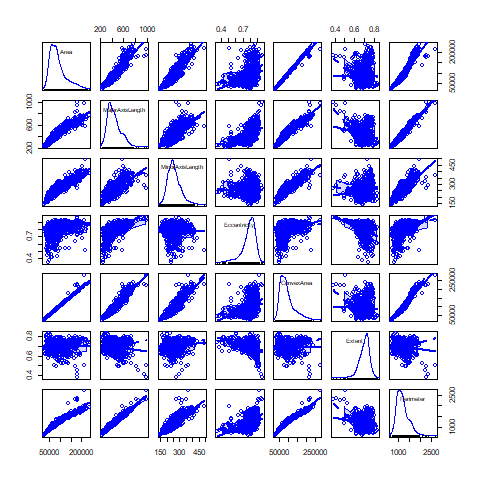 200 600 1000
0.4 0.7
0.4 0.6 0.8
Area
50000 200000
200 600 1000
MajorAxisLength
MinorAxisLength
150 300 450
0.4 0.7
Eccentricity
ConvexArea
50000 250000
0.4 0.6 0.8
Extent
Perimeter
1000 2500
50000 200000
150 300 450
50000 250000
1000 2500